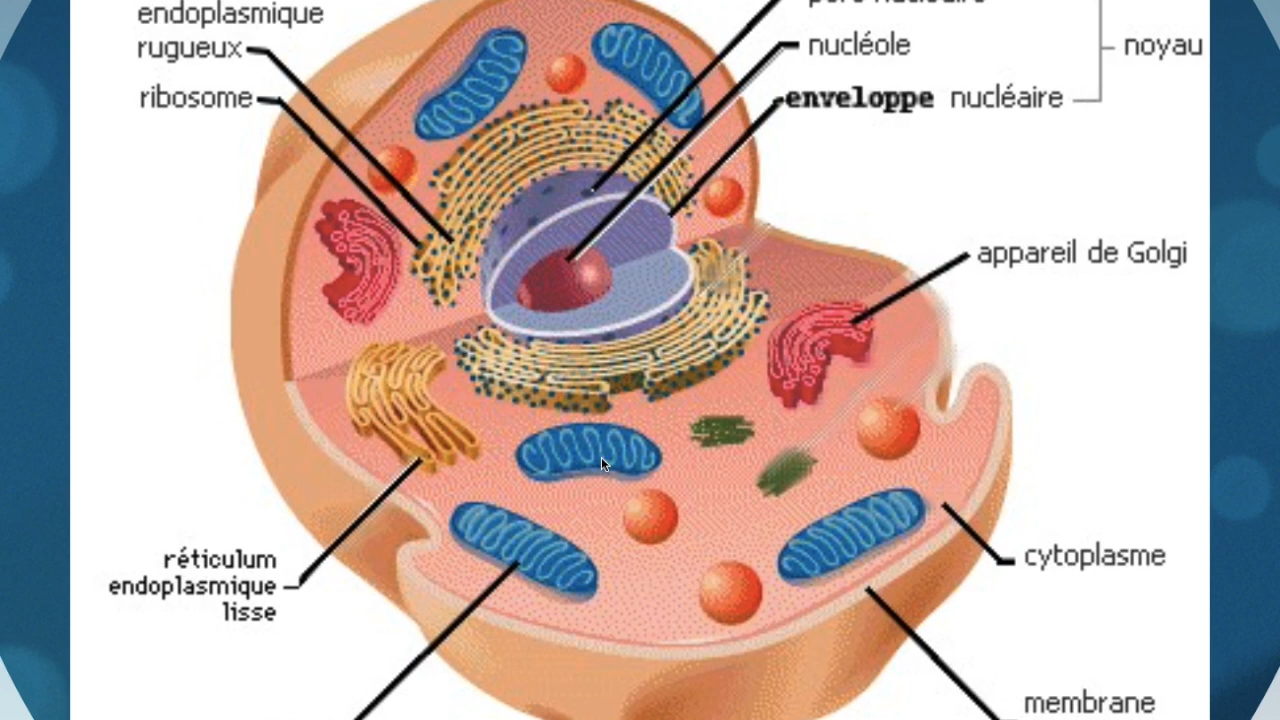 endoplasmique
rugueux
ribosome
nucléole
noyau
enveloppe nucléaire
appareil de Golgi
réticulum
endoplasmique
lisse
cytoplasme
membrane